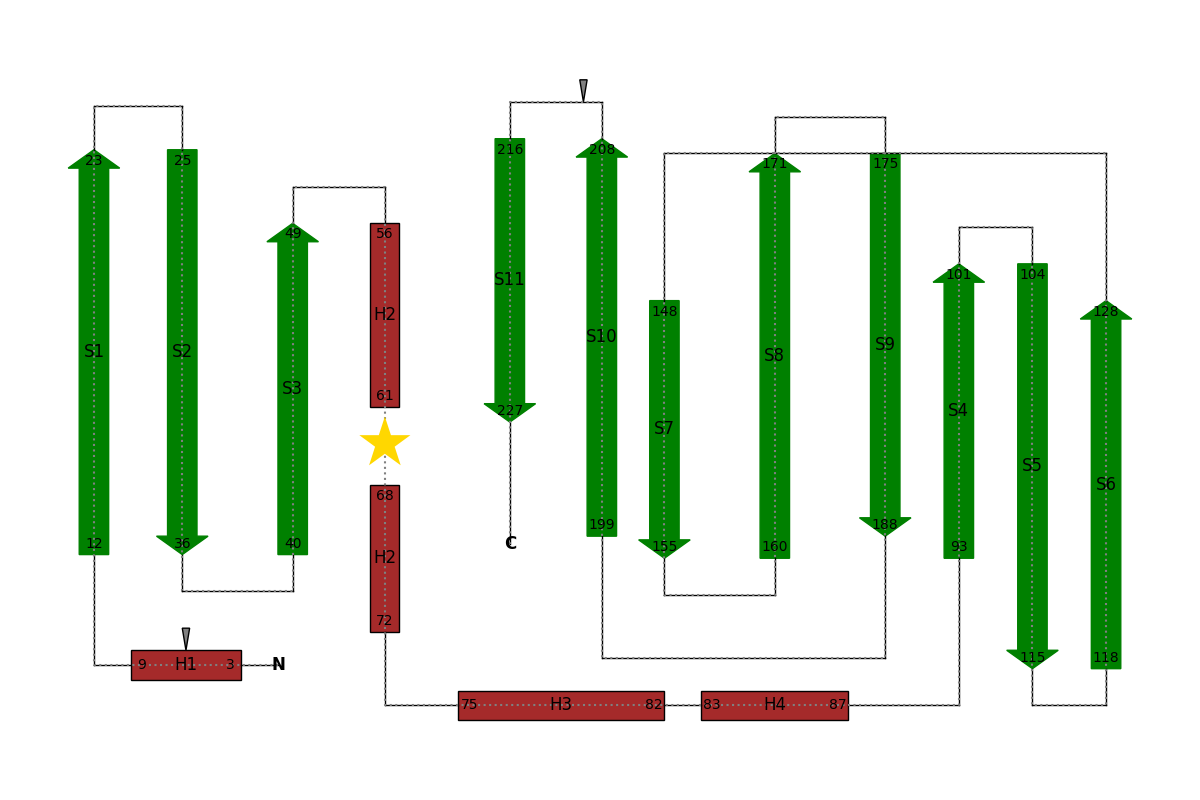 216 208
23 25 171 175
49 56 101 104
148 128
S11
S10
S1 S2 H2 S9
S8
S3 61
227 S7 S4
S5
S6
68
199 188
12 36 40 C 155 160 93
H2
72
9 H1 3 N 115 118
75 H3 82 83 H4 87